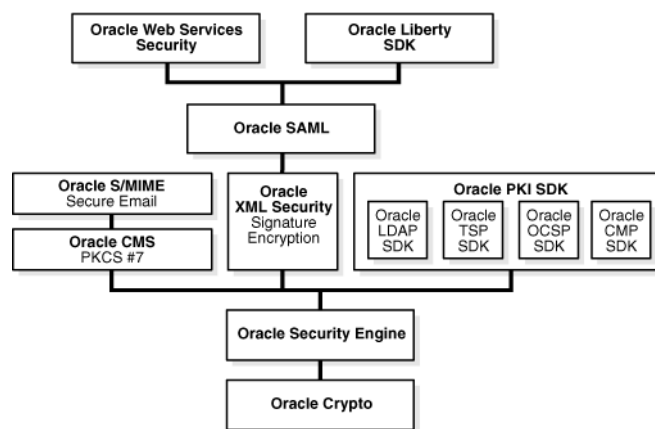 Oracle Web Services
Security
Oracle Liberty
SDK
Oracle SAML
Oracle S/MIME
Secure Email
Oracle CMS
PKCS #7
Oracle
XML Security
Signature
Encryption
Oracle PKI SDK
Oracle
LDAP
SDK
Oracle
TSP
SDK
Oracle
OCSP
SDK
Oracle
CMP
SDK
Oracle Security Engine
Oracle Crypto